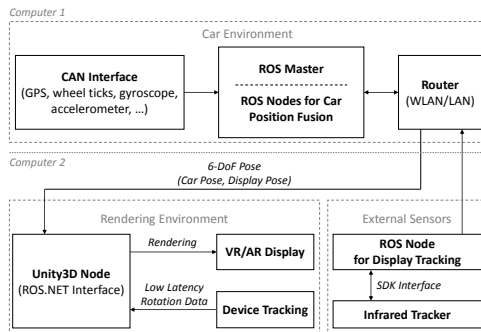 Computer 1
Car Environment
CAN Interface
(GPS, wheel ticks, gyroscope,
accelerometer, ...)
ROS Master
ROS Nodes for Car
Position Fusion
Router
(WLAN/LAN)
Computer 2
6-DoF Pose
(Car Pose, Display Pose)
Rendering Environment
Unity3D Node
(ROS.NET Interface)
Rendering
VR/AR Display
Low Latency
Rotation Data
Device Tracking
External Sensors
ROS Node
for Display Tracking
SDK Interface
Infrared Tracker